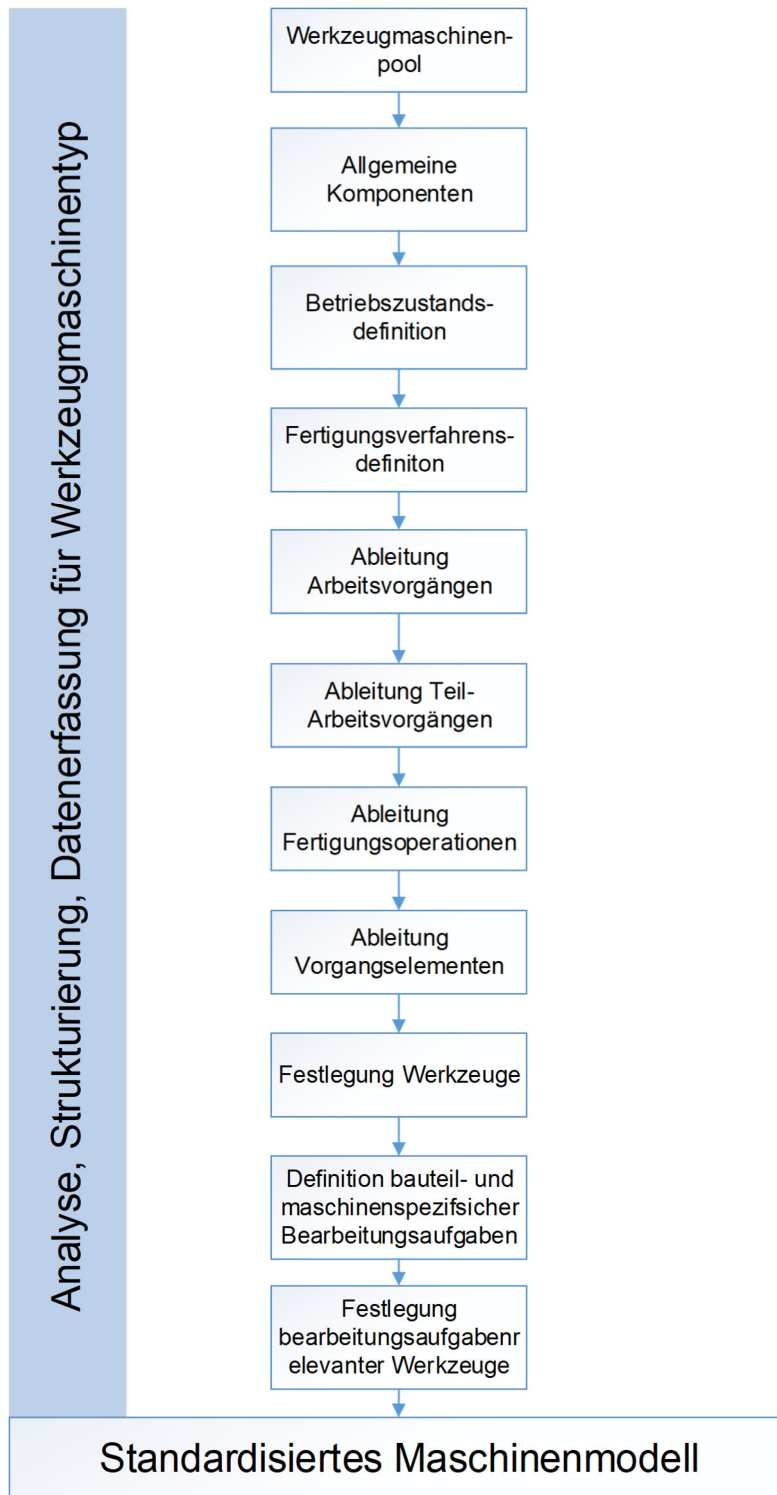 Analyse, Strukturierung, Datenerfassung für Werkzeugmaschinentyp
Werkzeugmaschinen-
pool
Allgemeine
Komponenten
Betriebszustands-
definition
Fertigungsverfahrens-
definiton
Ableitung
Arbeitsvorgängen
Ableitung Teil-
Arbeitsvorgängen
Ableitung
Fertigungsoperationen
Ableitung
Vorgangselementen
Festlegung Werkzeuge
Definition bauteil- und
maschinenspezifsicher
Bearbeitungsaufgaben
Festlegung
bearbeitungsaufgabenr
elevanter Werkzeuge
Standardisiertes Maschinenmodell